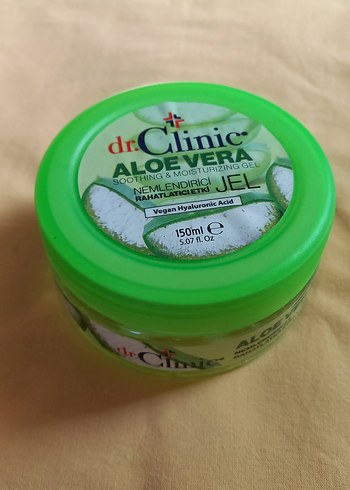 dr.Clinic
ALOE VERA
SOOTHING & MOISTURIZING GEL
NEMLENDİRİCİ
RAHATLATICI ETKİ
JEL
Vegan Hyaluronic Acid
150ml ℮
5.07 fl. Oz
dr.Clinic
ALOE VE